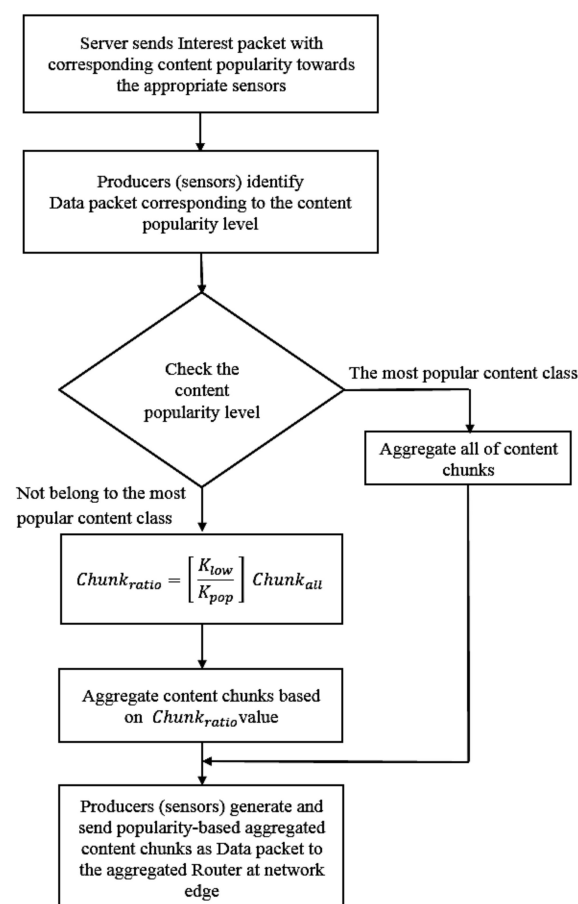 Server sends Interest packet with
corresponding content popularity towards
the appropriate sensors
Producers (sensors) identify
Data packet corresponding to the content
popularity level
Check the
content
popularity level
The most popular content class
Aggregate all of content
chunks
Not belong to the most
popular content class
Chunk_ratio = [K_low / K_pop] Chunk_all
Aggregate content chunks based
on Chunk_ratio value
Producers (sensors) generate and
send popularity-based aggregated
content chunks as Data packet to
the aggregated Router at network
edge